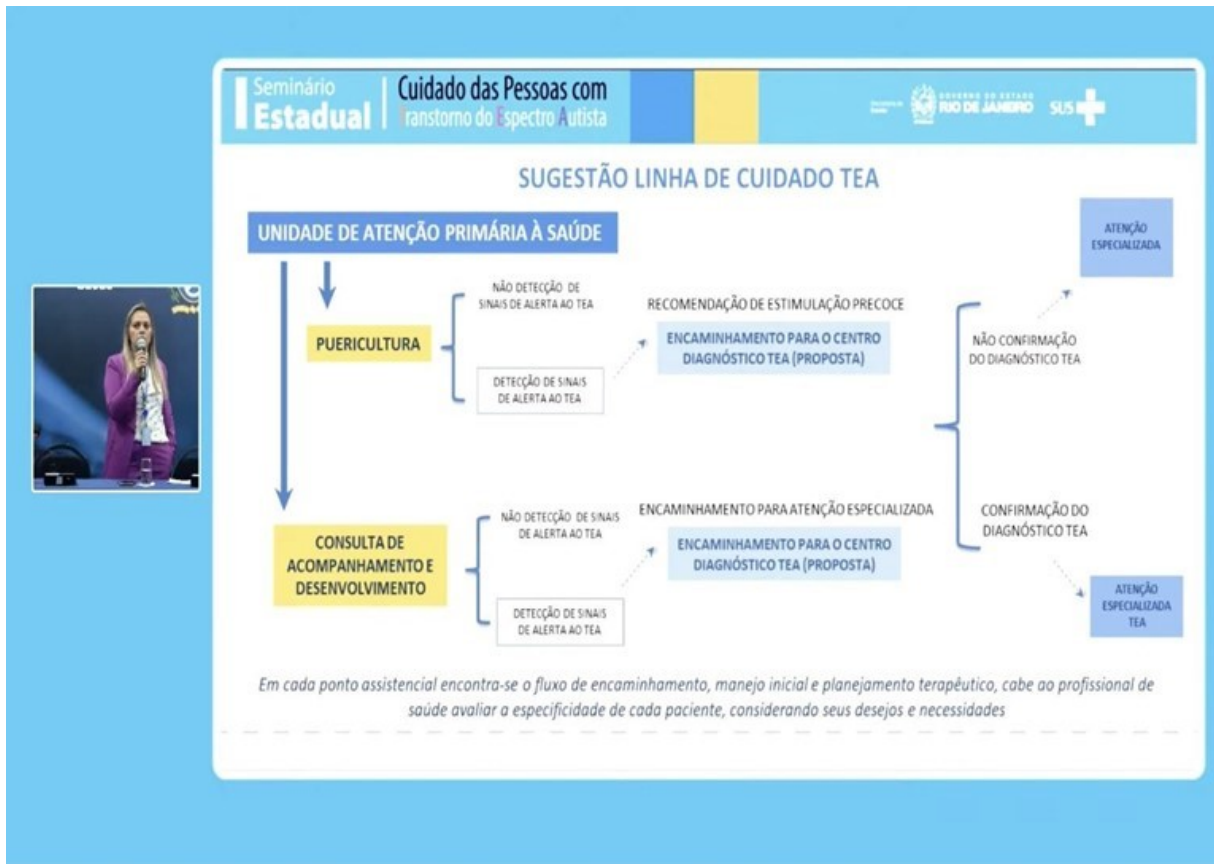 Seminário
Estadual
Cuidado das Pessoas com
Transtorno do Espectro Autista
GOVERNO DO ESTADO
RIO DE JANEIRO
SUS
SUGESTÃO LINHA DE CUIDADO TEA
UNIDADE DE ATENÇÃO PRIMÁRIA À SAÚDE
PUERICULTURA
NÃO DETECÇÃO DE
SINAIS DE ALERTA AO TEA
DETECÇÃO DE SINAIS
DE ALERTA AO TEA
RECOMENDAÇÃO DE ESTIMULAÇÃO PRECOCE
ENCAMINHAMENTO PARA O CENTRO
DIAGNÓSTICO TEA (PROPOSTA)
CONSULTA DE
ACOMPANHAMENTO E
DESENVOLVIMENTO
NÃO DETECÇÃO DE SINAIS
DE ALERTA AO TEA
DETECÇÃO DE SINAIS
DE ALERTA AO TEA
ENCAMINHAMENTO PARA ATENÇÃO ESPECIALIZADA
ENCAMINHAMENTO PARA O CENTRO
DIAGNÓSTICO TEA (PROPOSTA)
NÃO CONFIRMAÇÃO
DO DIAGNÓSTICO TEA
ATENÇÃO
ESPECIALIZADA
CONFIRMAÇÃO DO
DIAGNÓSTICO TEA
ATENÇÃO
ESPECIALIZADA
TEA
Em cada ponto assistencial encontra-se o fluxo de encaminhamento, manejo inicial e planejamento terapêutico, cabe ao profissional de
saúde avaliar a especificidade de cada paciente, considerando seus desejos e necessidades